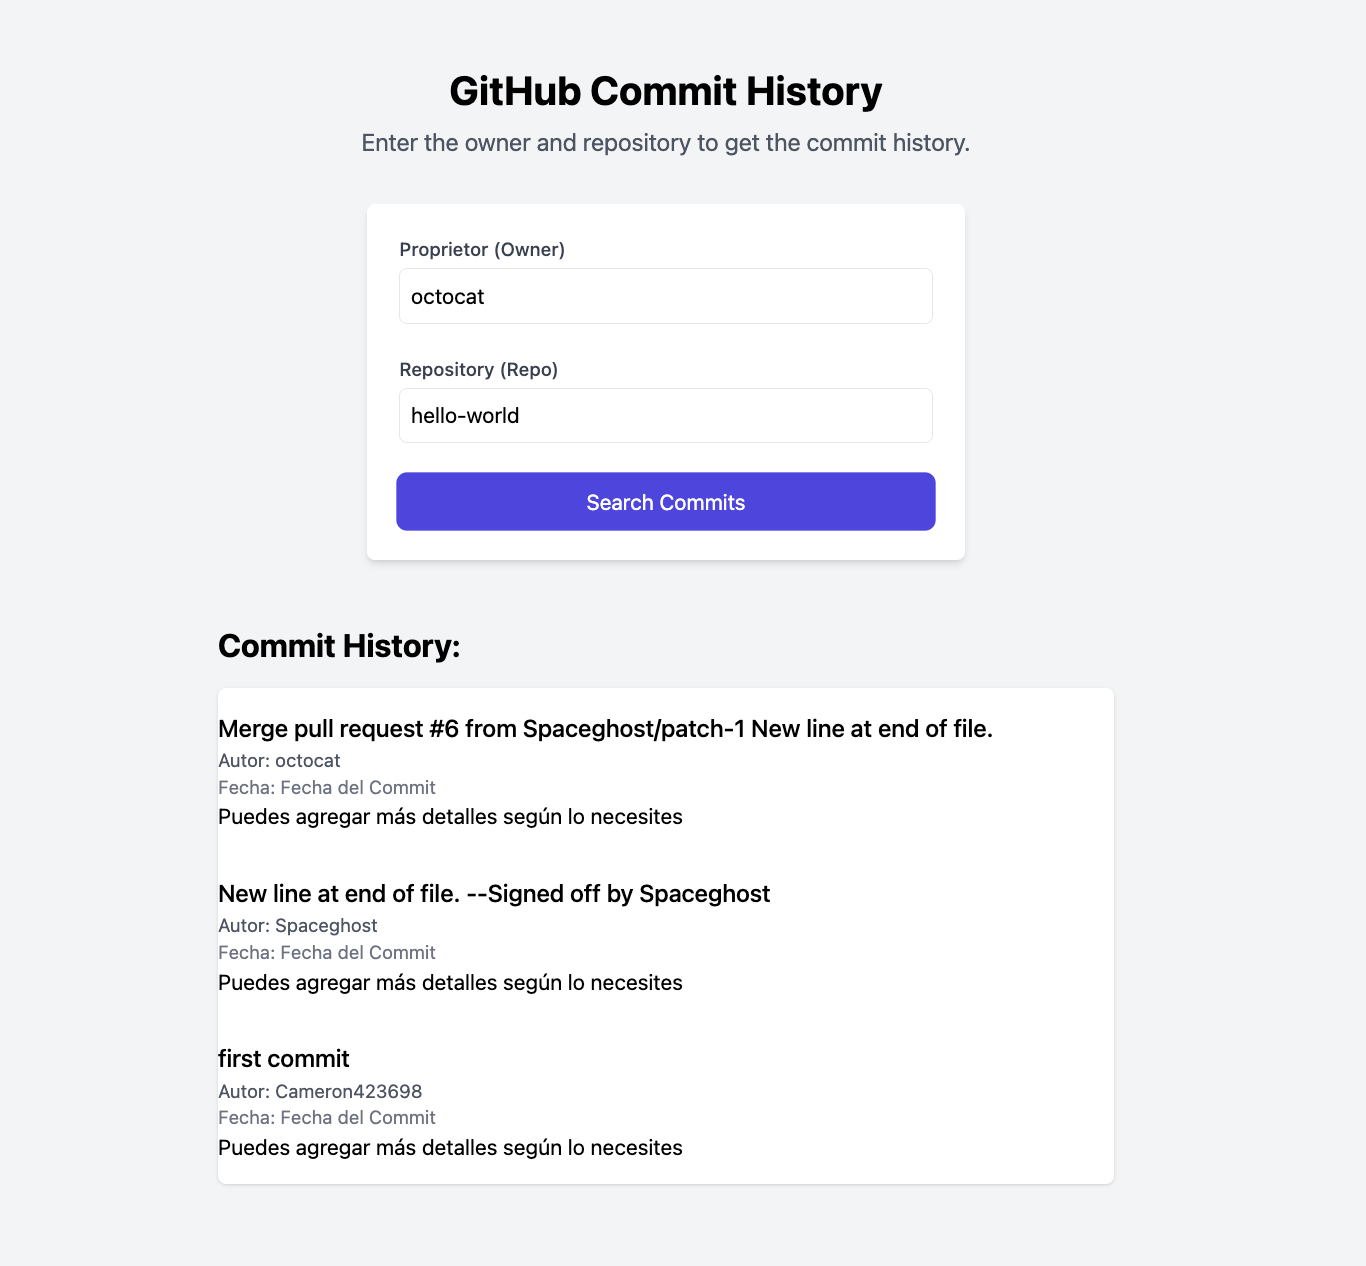 GitHub Commit History
Enter the owner and repository to get the commit history.
Proprietor (Owner)
octocat
Repository (Repo)
hello-world
Search Commits
Commit History:
Merge pull request #6 from Spaceghost/patch-1 New line at end of file.
Autor: octocat
Fecha: Fecha del Commit
Puedes agregar más detalles según lo necesites
New line at end of file. --Signed off by Spaceghost
Autor: Spaceghost
Fecha: Fecha del Commit
Puedes agregar más detalles según lo necesites
first commit
Autor: Cameron423698
Fecha: Fecha del Commit
Puedes agregar más detalles según lo necesites